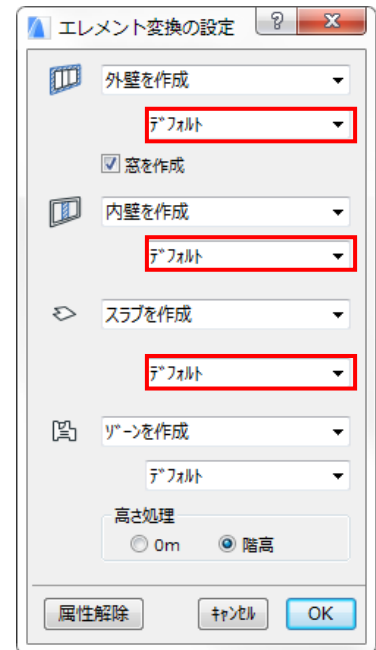 エレメント変換の設定
外壁を作成
ﾃﾞﾌｫﾙﾄ
窓を作成
内壁を作成
ﾃﾞﾌｫﾙﾄ
スラブを作成
ﾃﾞﾌｫﾙﾄ
ｿﾞｰﾝを作成
ﾃﾞﾌｫﾙﾄ
高さ処理
0m 階高
属性解除 ｷｬﾝｾﾙ OK